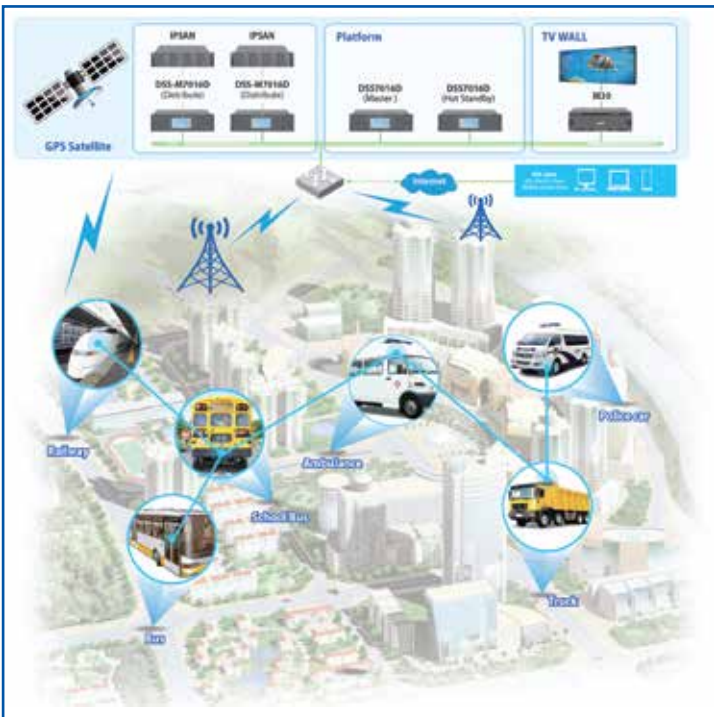 IPSAN
IPSAN
DSS-M7016D
(Distribute)
DSS-M7016D
(Distribute)
GPS Satellite
Platform
DSS7016D
(Master)
DSS7016D
(Hot Standby)
TV WALL
M30
Internet
Railway
School Bus
Bus
Ambulance
Police car
Truck